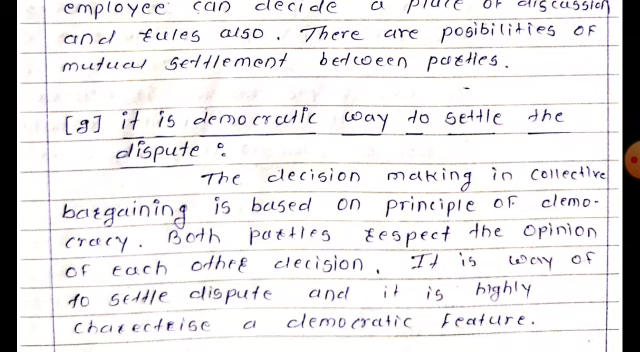 employee can decide a place of discussion
and rules also. There are posibilities of
mutual settlement between parties.
[g] it is democratic way to settle the
dispute :
The decision making in collective
bargaining is based on principle of demo-
cracy. Both parties respect the opinion
of each other decision. It is way of
to settle dispute and it is highly
charecterise a democratic feature.